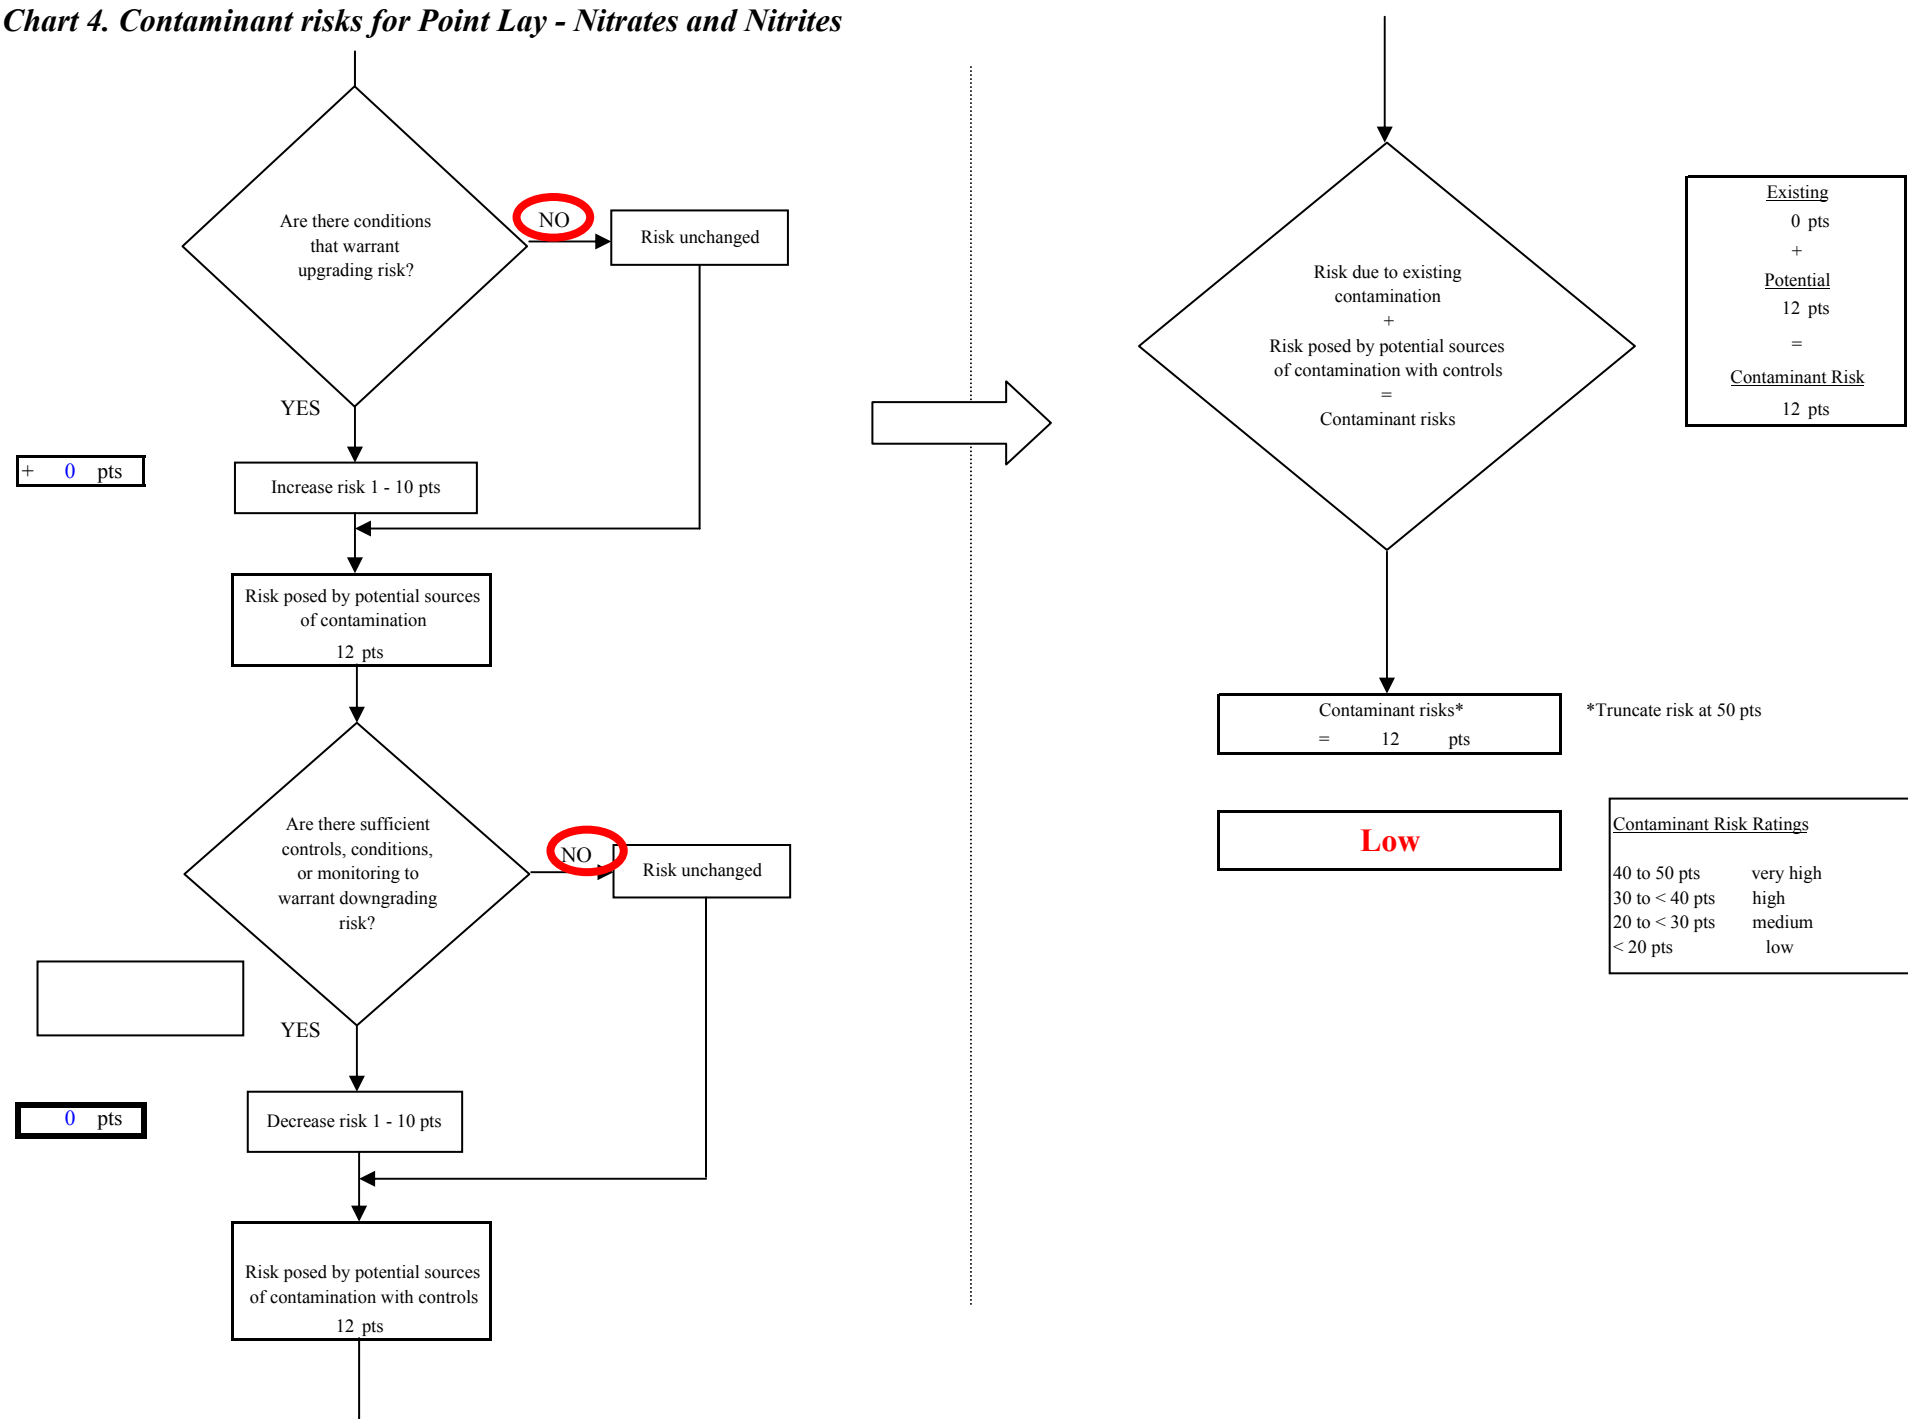 Chart 4. Contaminant risks for Point Lay - Nitrates and Nitrites
Are there conditions
that warrant
upgrading risk?
NO
Risk unchanged
YES
+ 0 pts
Increase risk 1 - 10 pts
Risk posed by potential sources
of contamination
12 pts
Are there sufficient
controls, conditions,
or monitoring to
warrant downgrading
risk?
NO
Risk unchanged
YES
0 pts
Decrease risk 1 - 10 pts
Risk posed by potential sources
of contamination with controls
12 pts
Risk due to existing
contamination
+
Risk posed by potential sources
of contamination with controls
=
Contaminant risks
Existing
0 pts
+
Potential
12 pts
=
Contaminant Risk
12 pts
Contaminant risks*
= 12 pts
*Truncate risk at 50 pts
Low
Contaminant Risk Ratings
40 to 50 pts very high
30 to < 40 pts high
20 to < 30 pts medium
< 20 pts low